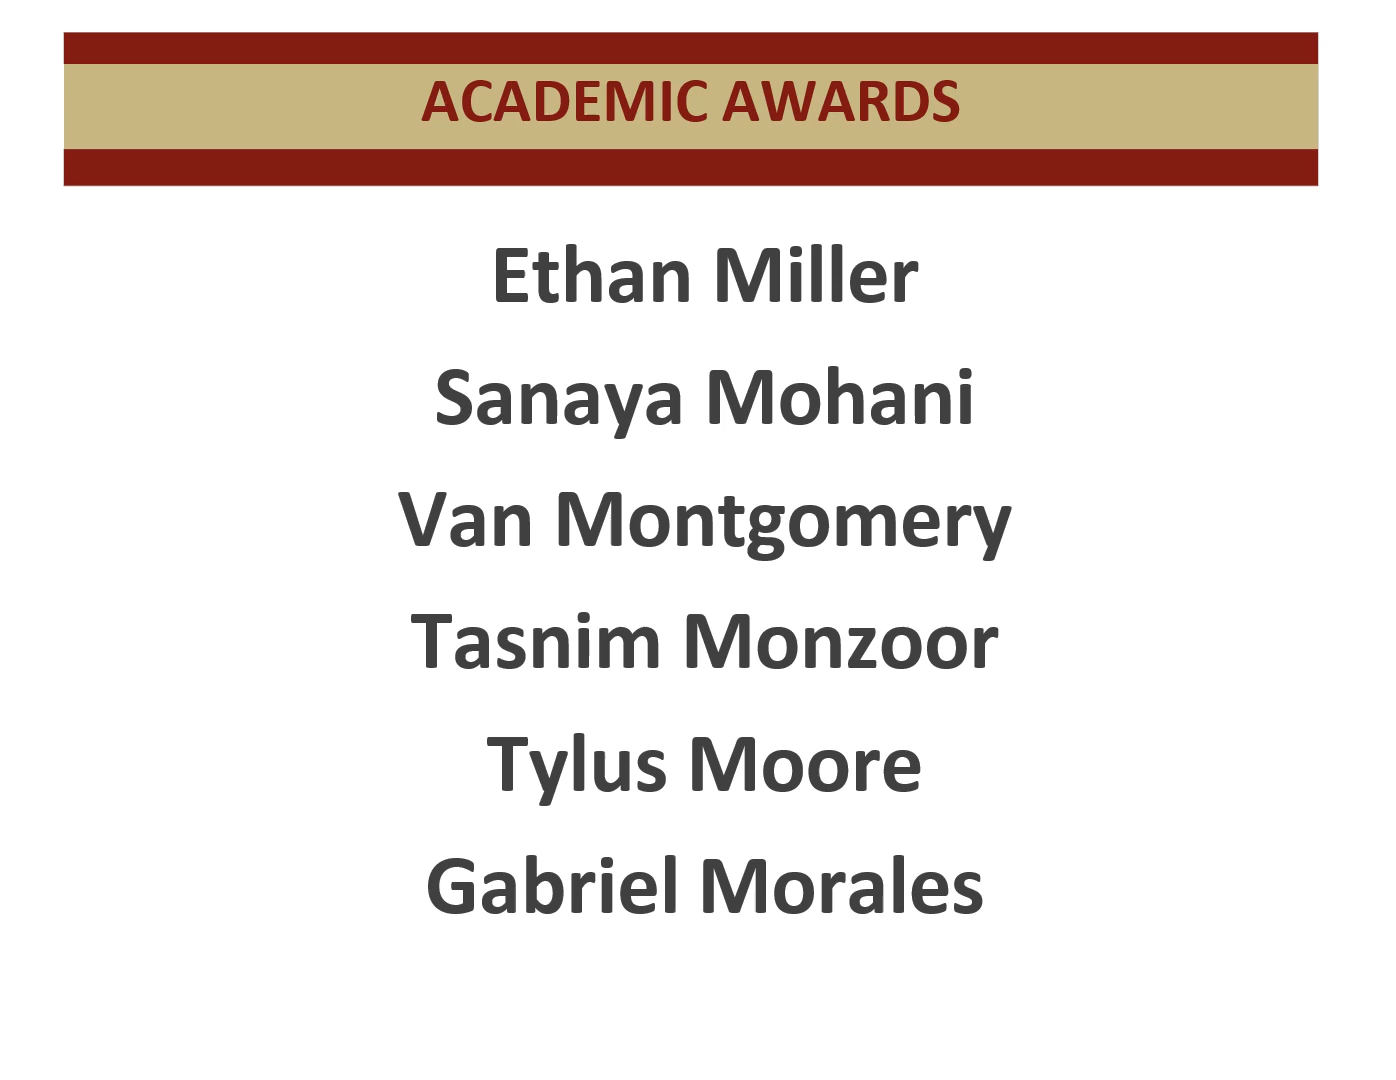 ACADEMIC AWARDS
Ethan Miller
Sanaya Mohani
Van Montgomery
Tasnim Monzoor
Tylus Moore
Gabriel Morales